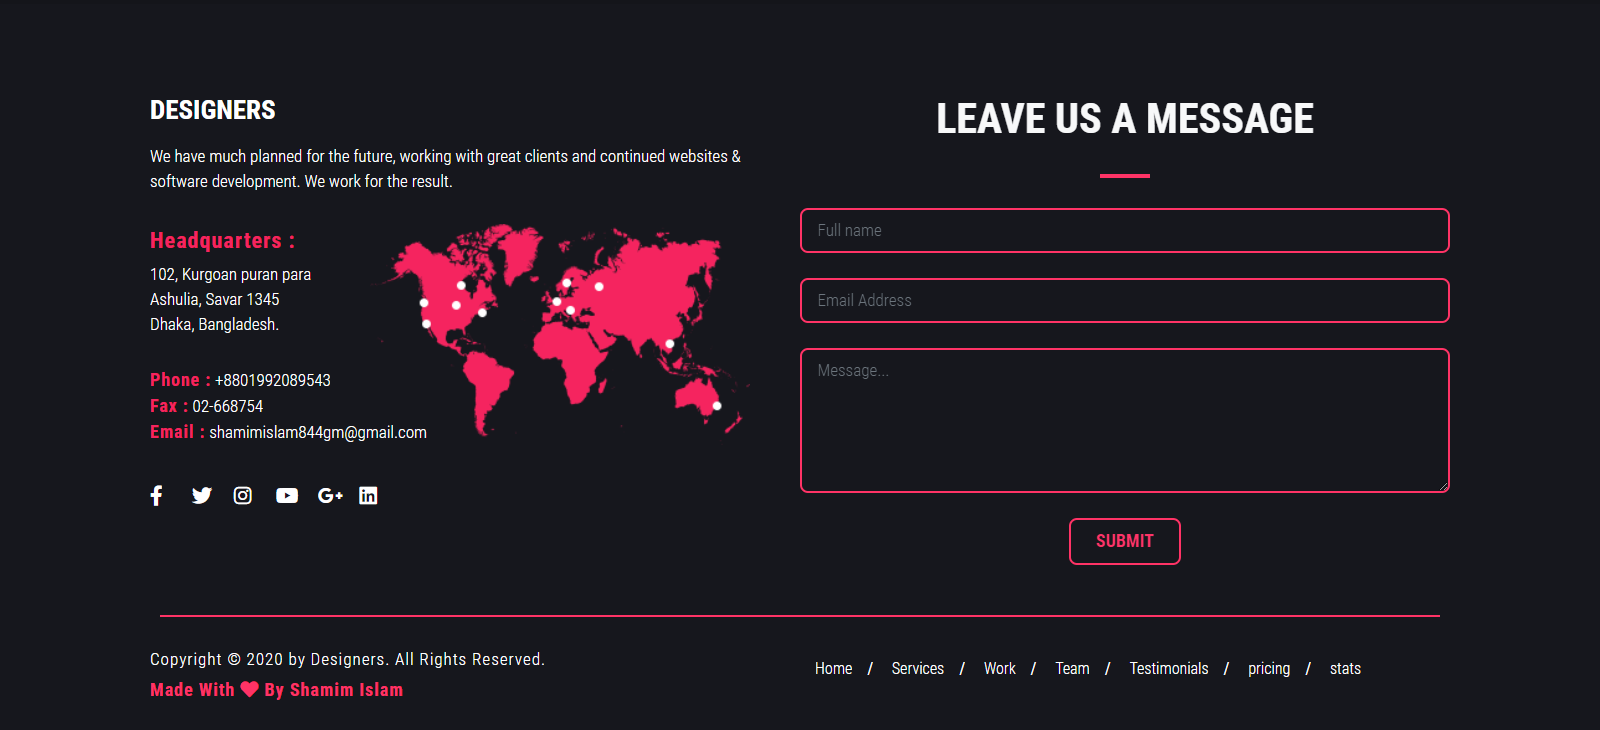 DESIGNERS
We have much planned for the future, working with great clients and continued websites &
software development. We work for the result.
Headquarters :
102, Kurgoan puran para
Ashulia, Savar 1345
Dhaka, Bangladesh.
Phone : +8801992089543
Fax : 02-668754
Email : shamimislam844gm@gmail.com
LEAVE US A MESSAGE
Full name
Email Address
Message...
SUBMIT
Copyright © 2020 by Designers. All Rights Reserved.
Made With ❤ By Shamim Islam
Home / Services / Work / Team / Testimonials / pricing / stats